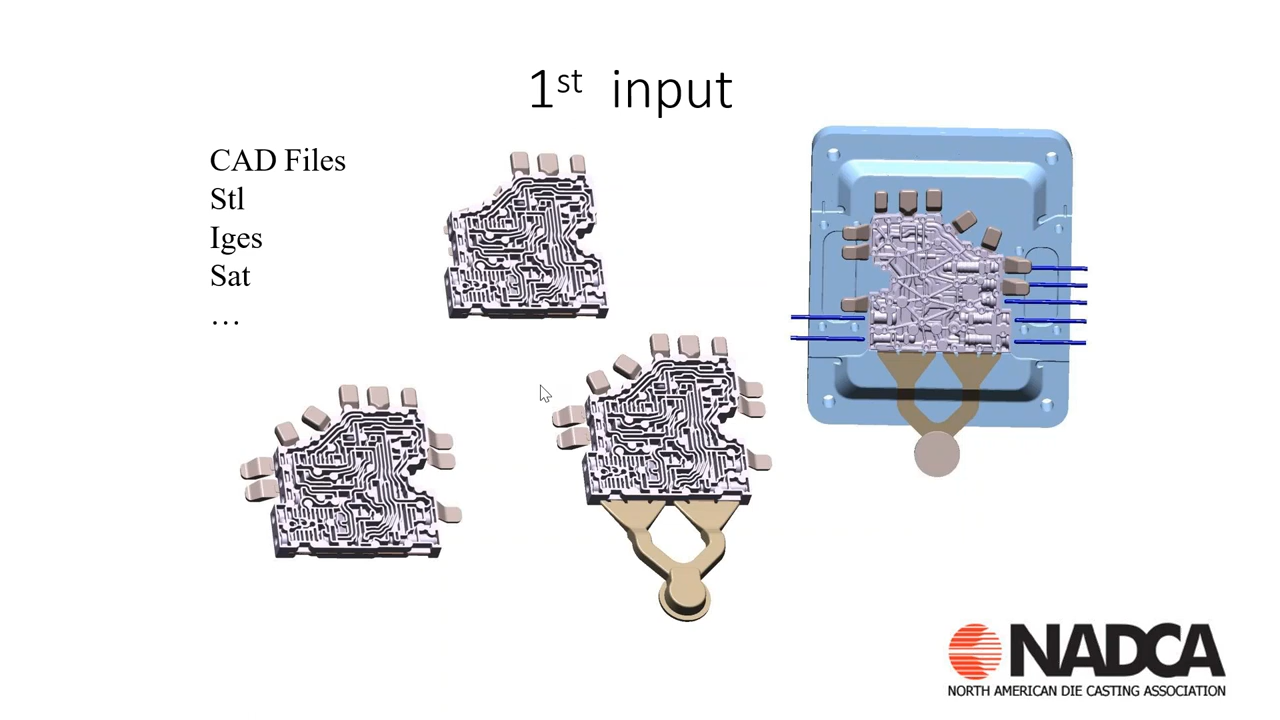 1st input
CAD Files
Stl
Iges
Sat
…
NADCA
NORTH AMERICAN DIE CASTING ASSOCIATION